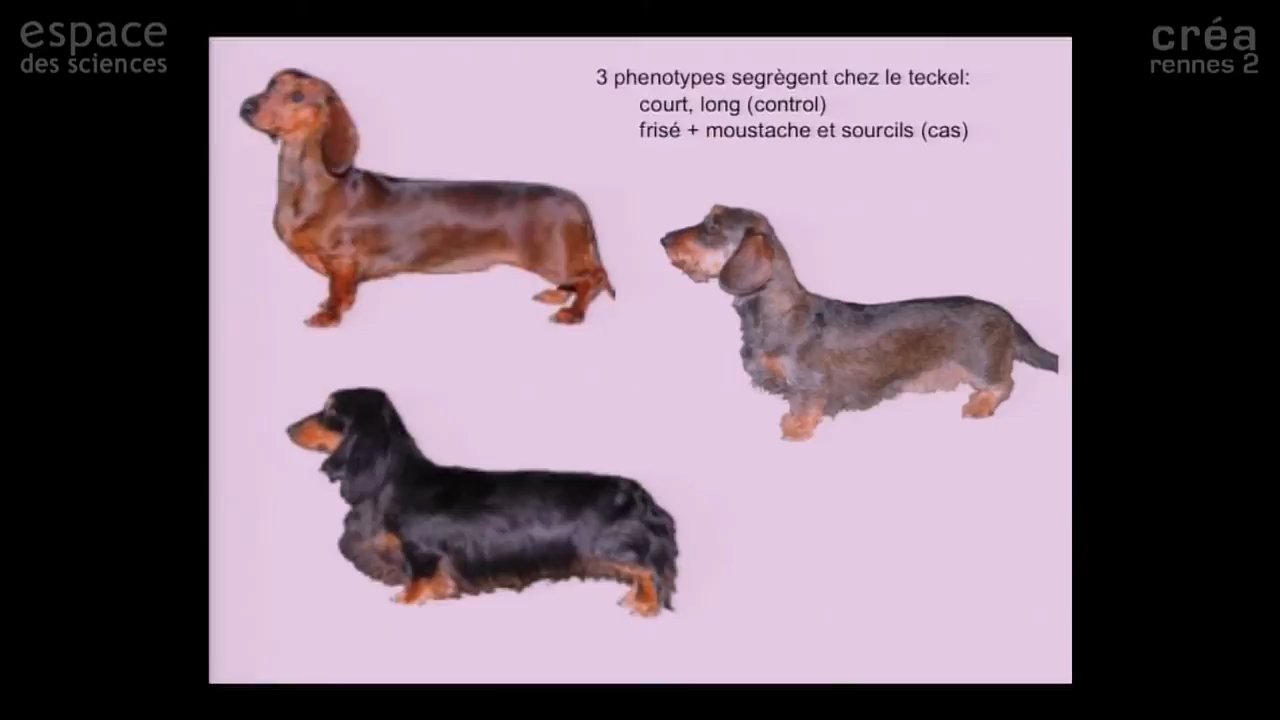 espace
des sciences
créa
rennes 2
3 phenotypes segrègent chez le teckel:
court, long (control)
frisé + moustache et sourcils (cas)